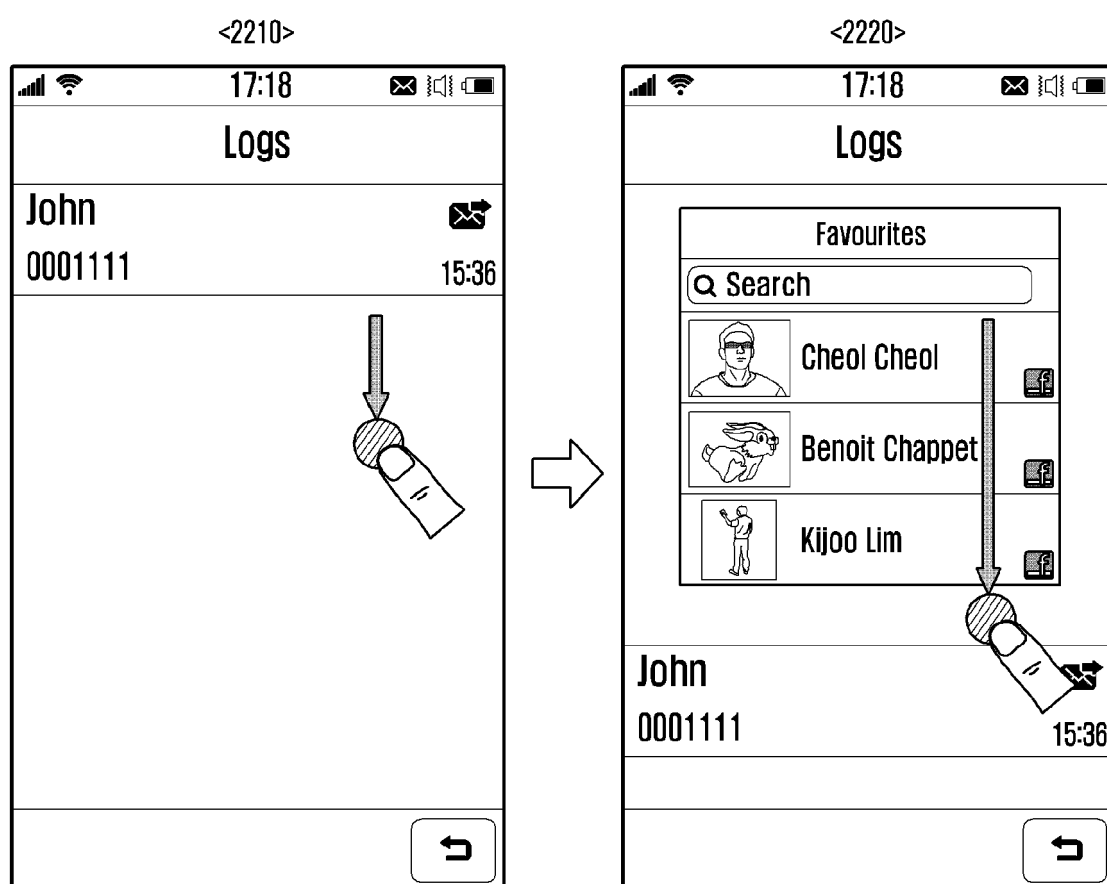 <2210>
17:18
Logs
John
0001111
15:36
<2220>
17:18
Logs
Favourites
Search
Cheol Cheol
f
Benoit Chappet
f
Kijoo Lim
f
John
0001111
15:36